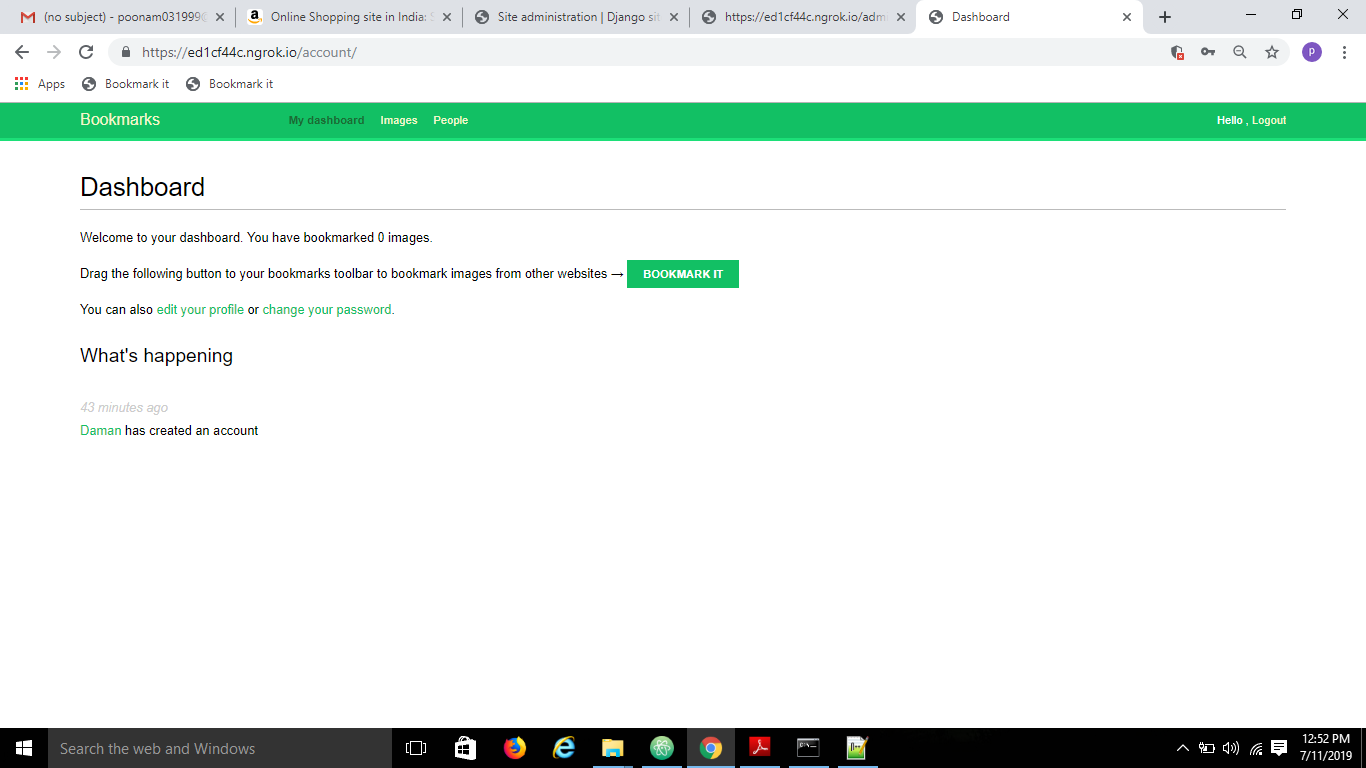 (no subject) - poonam031999
Online Shopping site in India:
Site administration | Django sit
https://ed1cf44c.ngrok.io/admi
Dashboard
https://ed1cf44c.ngrok.io/account/
P
Apps
Bookmark it
Bookmark it
Bookmarks
My dashboard
Images
People
Hello , Logout
Dashboard
Welcome to your dashboard. You have bookmarked 0 images.
Drag the following button to your bookmarks toolbar to bookmark images from other websites → BOOKMARK IT
You can also edit your profile or change your password.
What's happening
43 minutes ago
Daman has created an account
Search the web and Windows
12:52 PM
7/11/2019